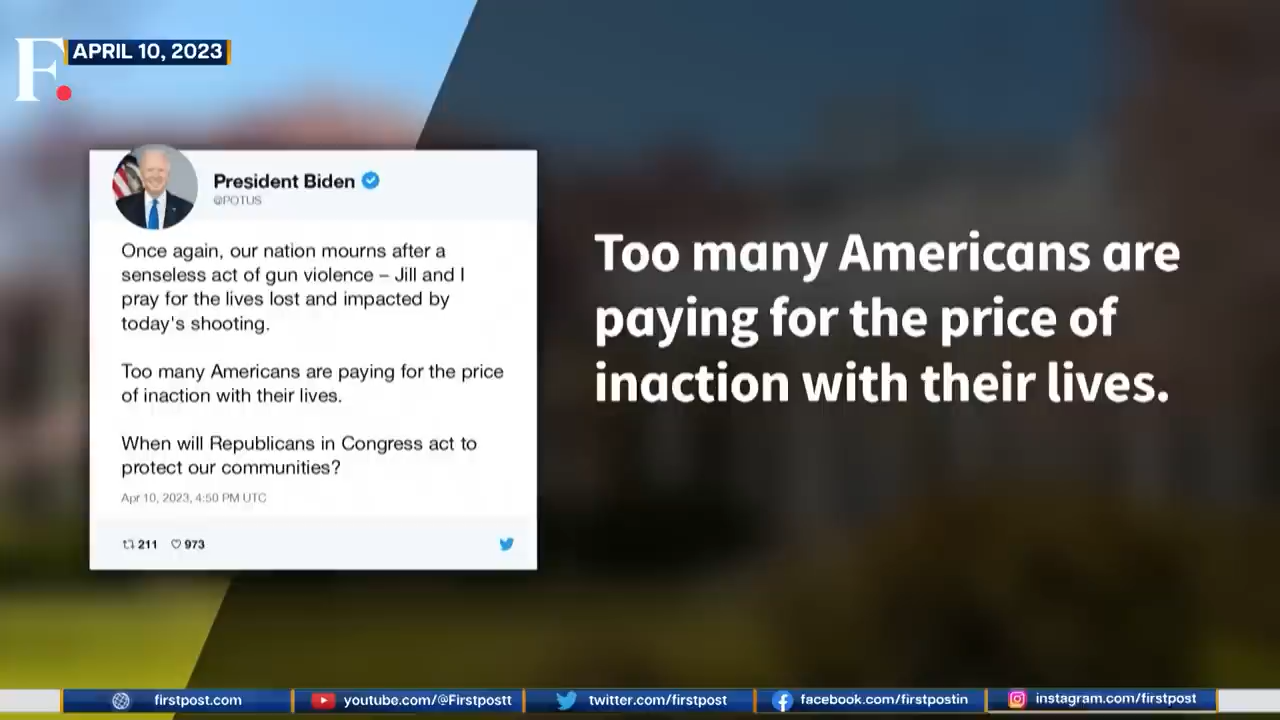 F.
APRIL 10, 2023
President Biden
@POTUS
Once again, our nation mourns after a
senseless act of gun violence – Jill and I
pray for the lives lost and impacted by
today's shooting.
Too many Americans are paying for the price
of inaction with their lives.
When will Republicans in Congress act to
protect our communities?
Apr 10, 2023, 4:50 PM UTC
211 973
Too many Americans are
paying for the price of
inaction with their lives.
firstpost.com
youtube.com/@Firstpostt
twitter.com/firstpost
facebook.com/firstpostin
instagram.com/firstpost